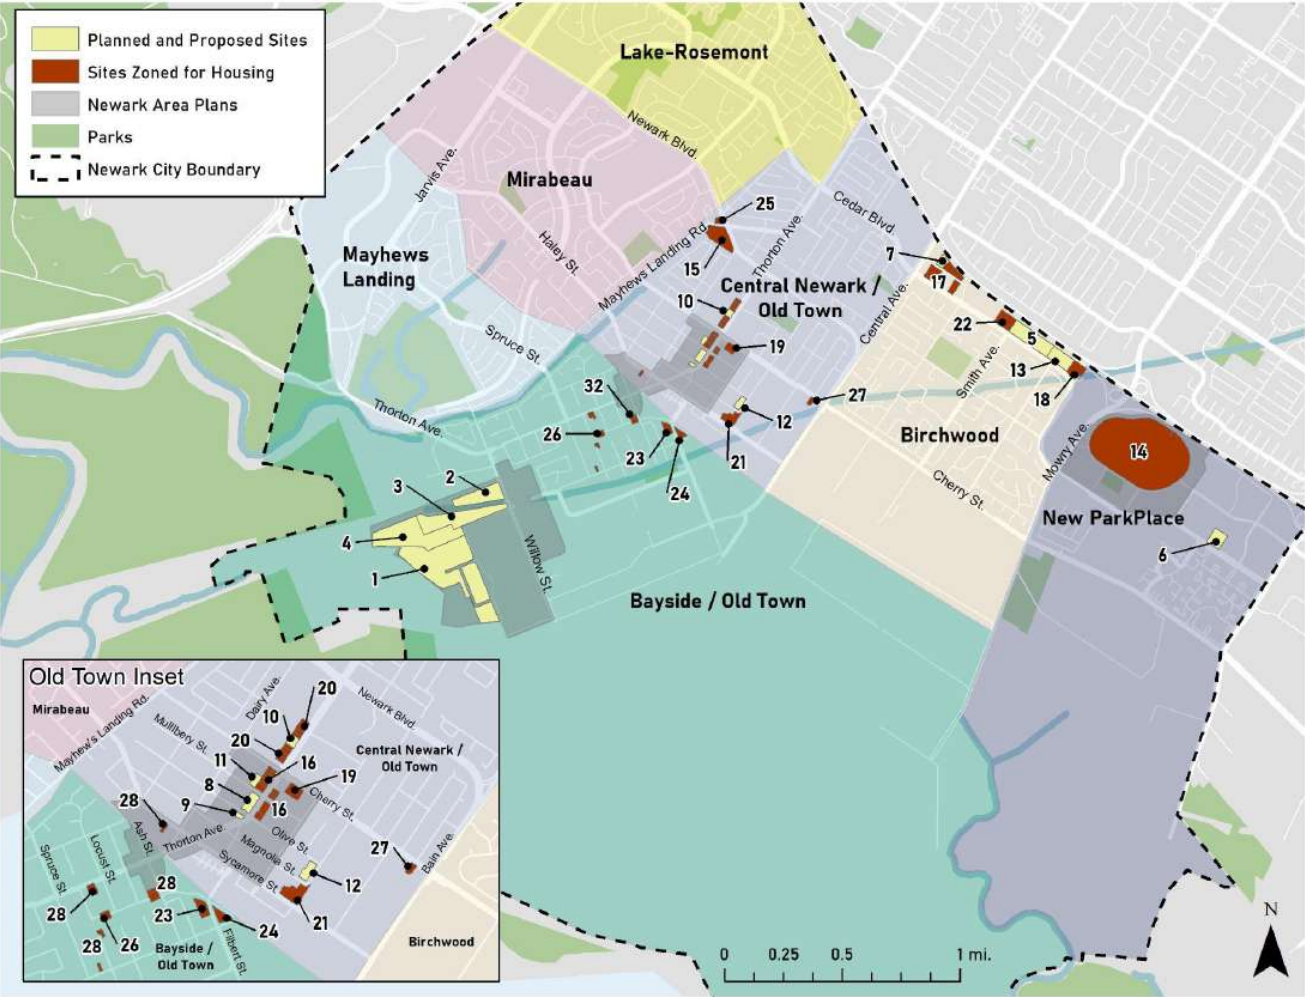 Planned and Proposed Sites
Sites Zoned for Housing
Newark Area Plans
Parks
Newark City Boundary
Lake-Rosemont
Newark Blvd.
Jarvis Ave.
Mirabeau
Cedar Blvd.
25
Haley St.
Mayhews Landing Rd.
Thorton Ave.
7
Mayhews
Landing
15
17
Central Newark /
Old Town
10
Central Ave.
22
5
Spruce St.
19
13
Smith Ave.
18
32
27
Thorton Ave.
12
26
Birchwood
23
21
Mowry Ave.
14
24
2
Cherry St.
3
New ParkPlace
4
6
Willow St.
1
Bayside / Old Town
Old Town Inset
20
Mirabeau
Dairy Ave.
Newark Blvd.
Mayhew's Landing Rd.
10
Mullibery St.
20
Central Newark /
Old Town
11
16
19
8
28
9
16
Cherry St.
Ash St.
Thorton Ave.
Olive St.
Magnolia St.
27
Bain Ave.
Locust St.
Spruce St.
Sycamore St.
12
28
28
23
21
24
28
26
Filbert St.
Bayside /
Old Town
Birchwood
0 0.25 0.5 1 mi.
N